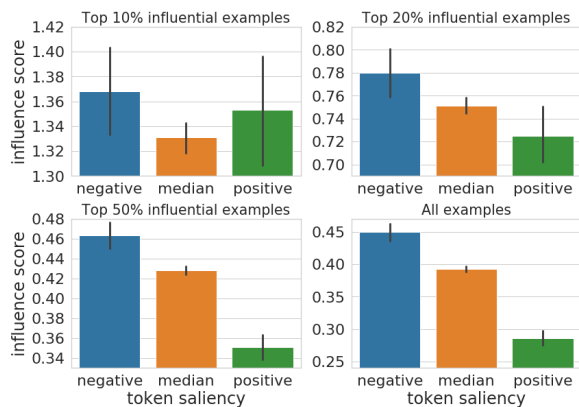 Top 10% influential examples
influence score
1.42
1.40
1.38
1.36
1.34
1.32
1.30
negative median positive
Top 20% influential examples
0.82
0.80
0.78
0.76
0.74
0.72
0.70
negative median positive
Top 50% influential examples
influence score
0.48
0.46
0.44
0.42
0.40
0.38
0.36
0.34
negative median positive
token saliency
All examples
0.45
0.40
0.35
0.30
0.25
negative median positive
token saliency